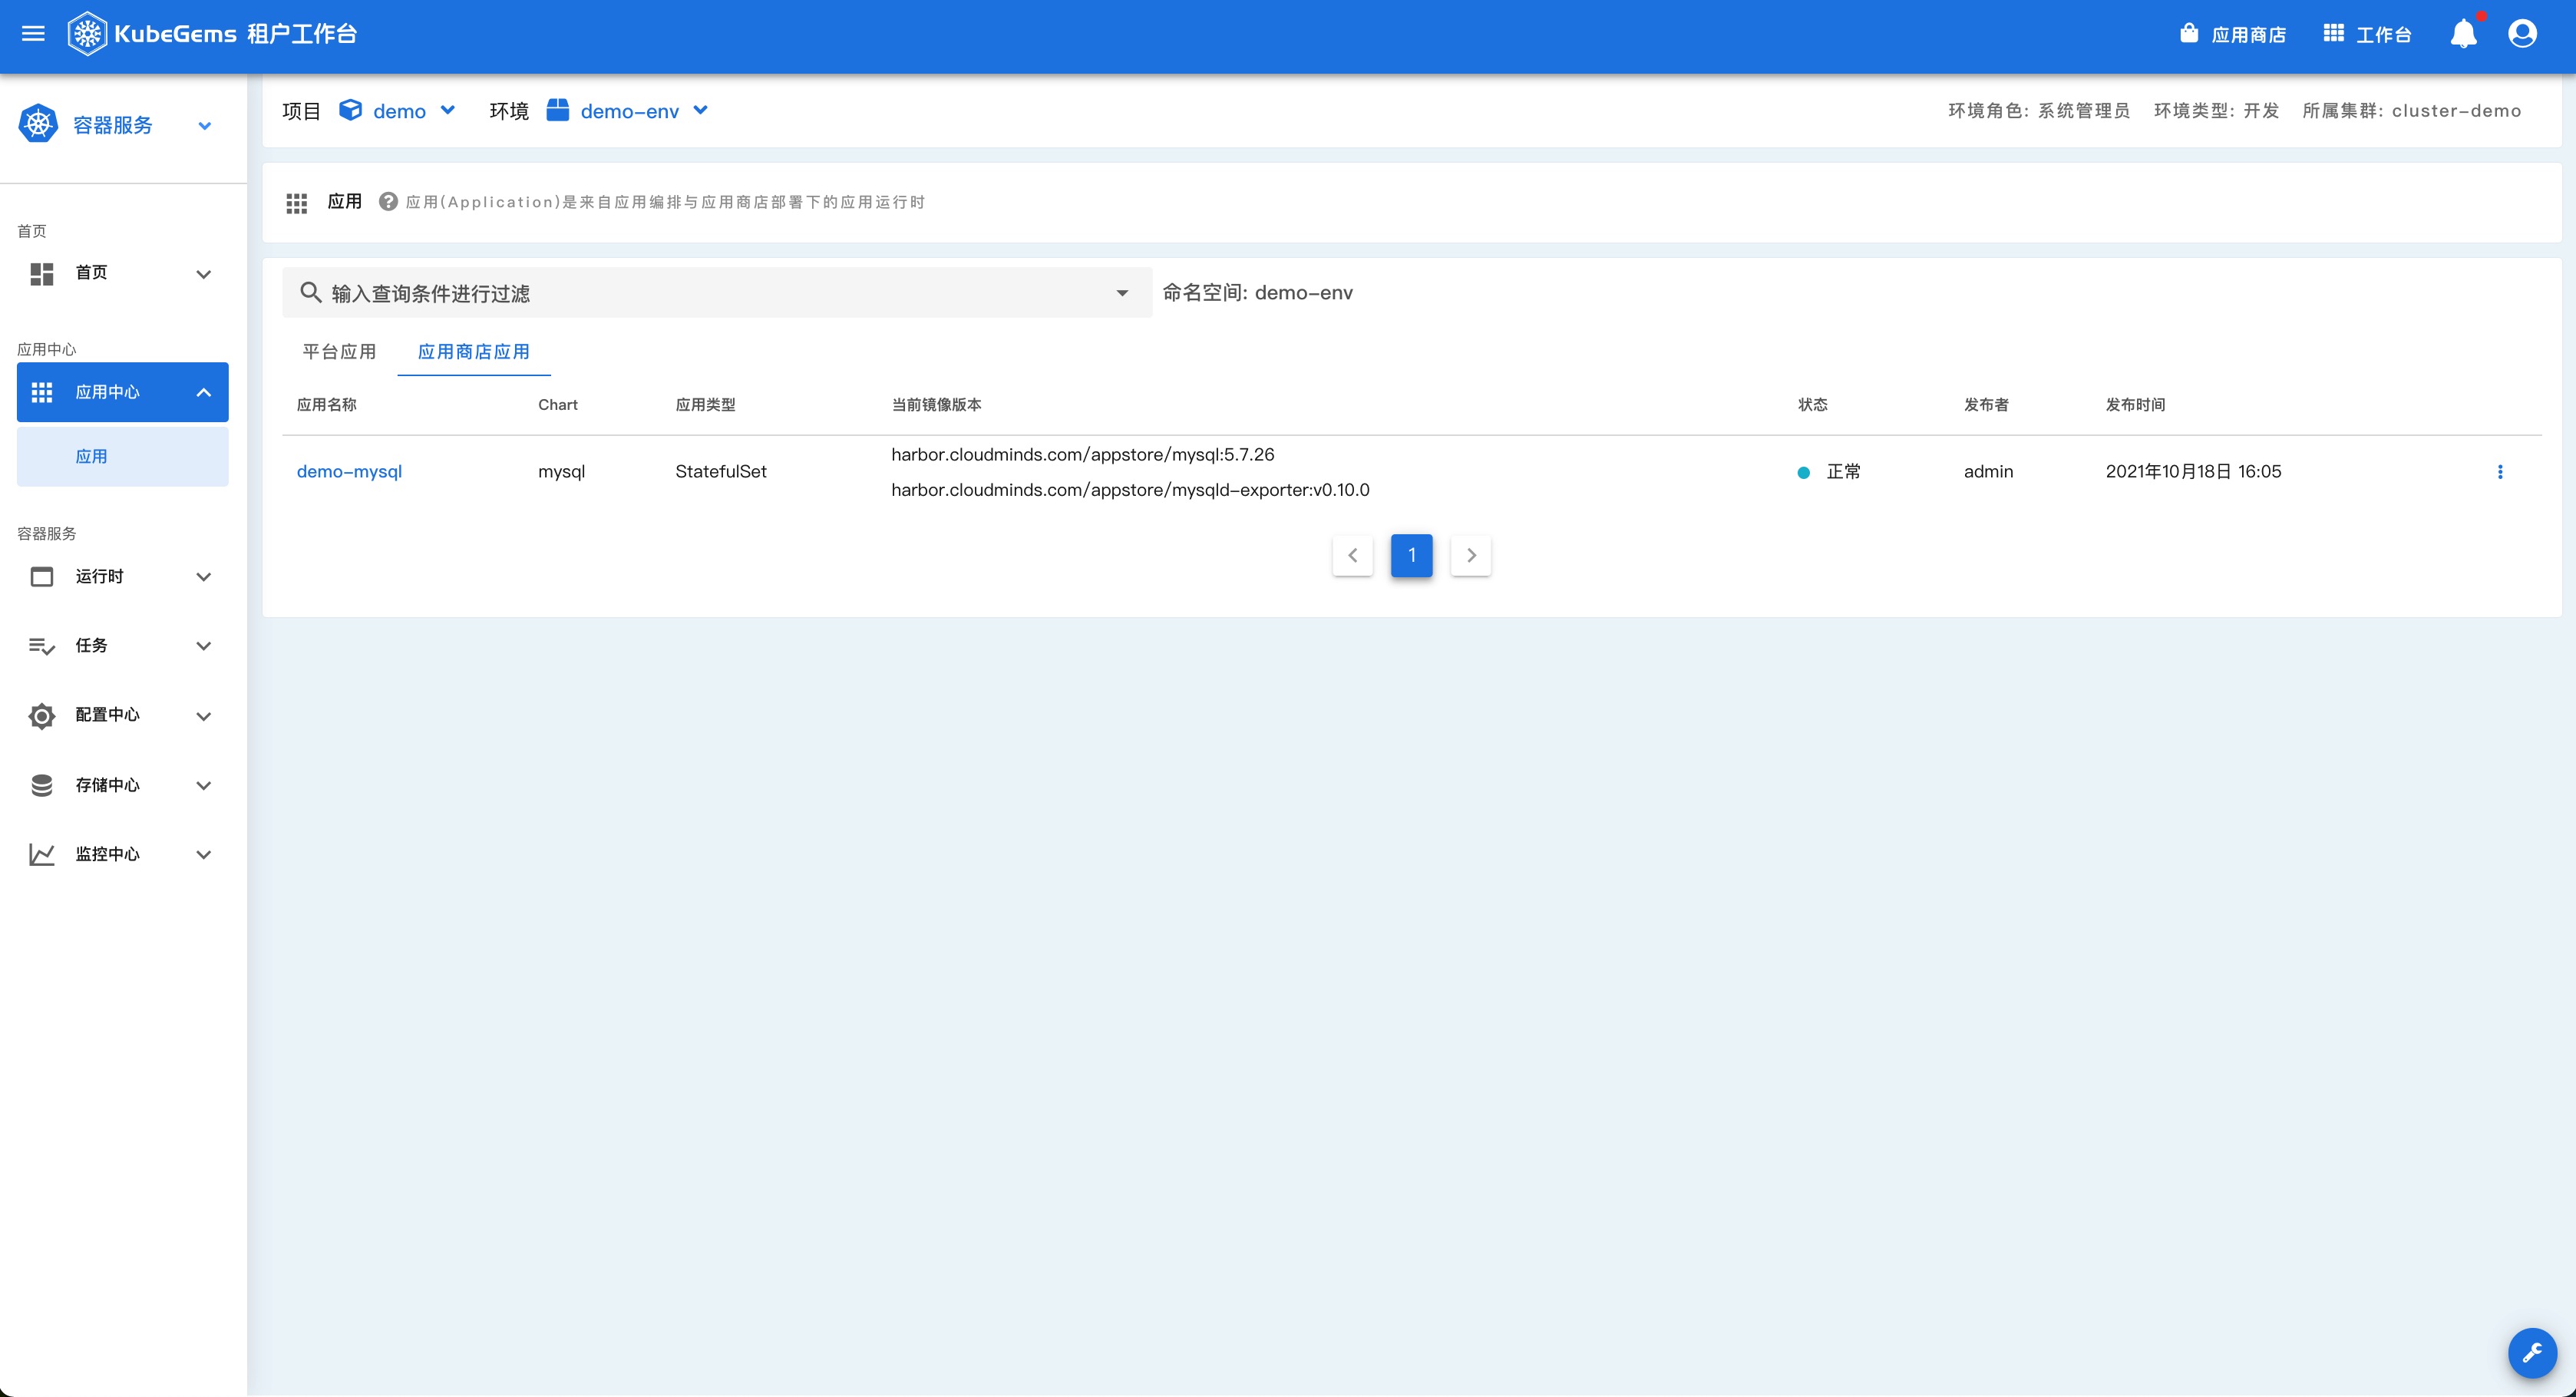 KubeGems 租户工作台
应用商店
工作台
容器服务
项目 demo 环境 demo-env
环境角色: 系统管理员 环境类型: 开发 所属集群: cluster-demo
应用 应用(Application)是来自应用编排与应用商店部署下的应用运行时
首页
首页
应用中心
应用中心
应用
容器服务
运行时
任务
配置中心
存储中心
监控中心
输入查询条件进行过滤
命名空间: demo-env
平台应用 应用商店应用
应用名称 Chart 应用类型 当前镜像版本 状态 发布者 发布时间
demo-mysql mysql StatefulSet harbor.cloudminds.com/appstore/mysql:5.7.26 正常 admin 2021年10月18日 16:05
harbor.cloudminds.com/appstore/mysqld-exporter:v0.10.0
1